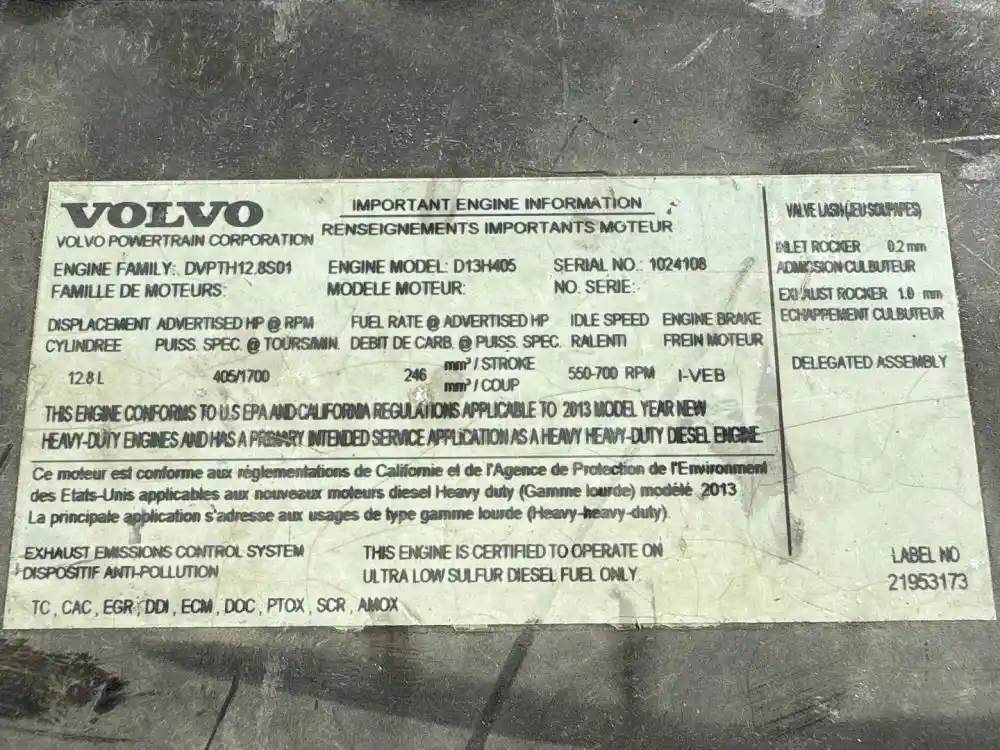 VOLVO
VOLVO POWERTRAIN CORPORATION
IMPORTANT ENGINE INFORMATION
RENSEIGNEMENTS IMPORTANTS MOTEUR
ENGINE FAMILY: DVPTH12.8S01 ENGINE MODEL: D13H405 SERIAL NO.: 1024108
FAMILLE DE MOTEURS: MODELE MOTEUR: NO. SERIE:
DISPLACEMENT ADVERTISED HP @ RPM FUEL RATE @ ADVERTISED HP IDLE SPEED ENGINE BRAKE
CYLINDREE PUISS. SPEC. @ TOURS/MIN. DEBIT DE CARB. @ PUISS. SPEC. RALENTI FREIN MOTEUR
12.8 L 405/1700 246 mm³ / STROKE 550-700 RPM I-VEB
mm³ / COUP
THIS ENGINE CONFORMS TO U.S EPA AND CALIFORNIA REGULATIONS APPLICABLE TO 2013 MODEL YEAR NEW
HEAVY-DUTY ENGINES AND HAS A PRIMARY INTENDED SERVICE APPLICATION AS A HEAVY HEAVY-DUTY DIESEL ENGINE.
Ce moteur est conforme aux réglementations de Californie et de l'Agence de Protection de l'Environment
des Etats-Unis applicables aux nouveaux moteurs diesel Heavy duty (Gamme lourde) modélé 2013
La principale application s'adresse aux usages de type gamme lourde (Heavy-heavy-duty).
EXHAUST EMISSIONS CONTROL SYSTEM
DISPOSITIF ANTI-POLLUTION
TC , CAC , EGR , DDI , ECM , DOC , PTOX , SCR , AMOX
THIS ENGINE IS CERTIFIED TO OPERATE ON
ULTRA LOW SULFUR DIESEL FUEL ONLY
VALVE LASH (JEU SOUPAPES)
INLET ROCKER 0.2 mm
ADMISSION CULBUTEUR
EXHAUST ROCKER 1.0 mm
ECHAPPEMENT CULBUTEUR
DELEGATED ASSEMBLY
LABEL NO
21953173